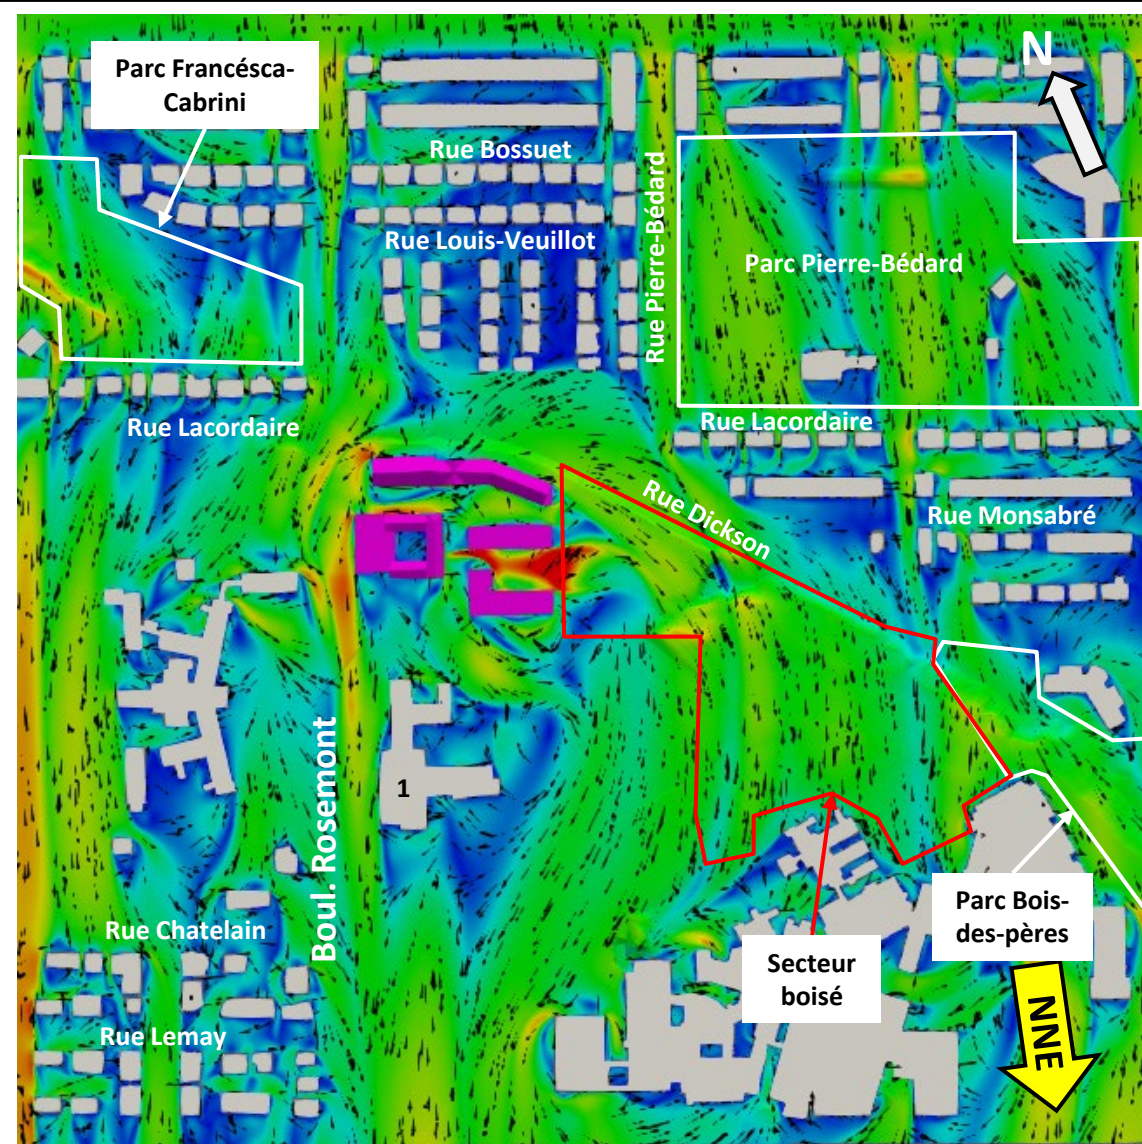 N
Parc Francésca-
Cabrini
Rue Bossuet
Rue Pierre-Bédard
Rue Louis-Veuillot
Parc Pierre-Bédard
Rue Lacordaire
Rue Lacordaire
Rue Dickson
Rue Monsabré
Boul. Rosemont
1
Rue Chatelain
Parc Bois-
des-pères
Secteur
boisé
NNE
Rue Lemay